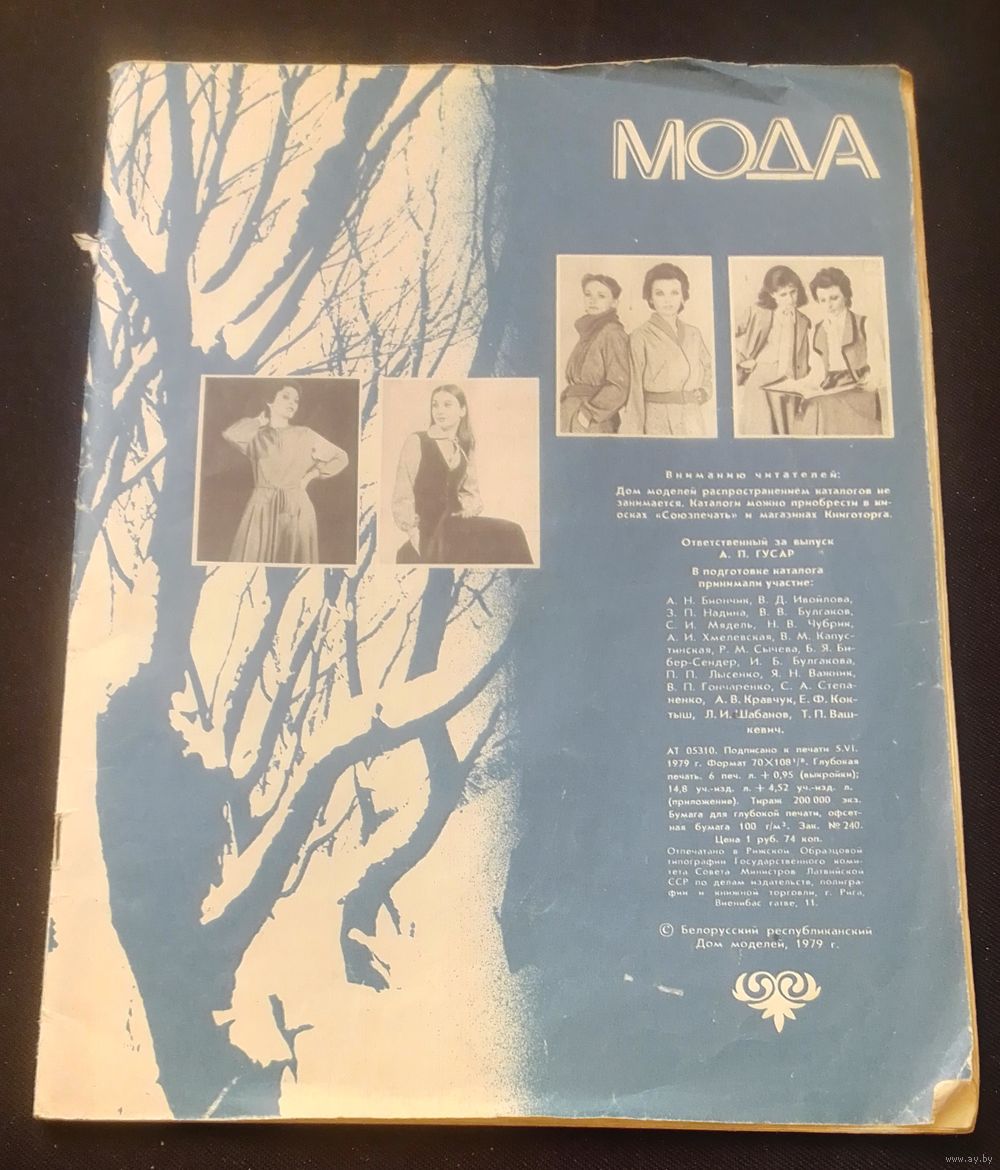 МОДА
Вниманию читателей:
Дом моделей распространением каталогов не
занимается. Каталоги можно приобрести в ки-
осках «Союзпечать» и магазинах Книготорга.
Ответственный за выпуск
А. П. ГУСАР
В подготовке каталога
принимали участие:
А. Н. Биончик, В. Д. Ивойлова,
З. П. Надина, В. В. Булгаков,
С. И. Мядель, Н. В. Чубрик,
А. И. Хмелевская, В. М. Капус-
тинская, Р. М. Сычева, Б. Я. Би-
бер-Сендер, И. Б. Булгакова,
П. П. Лысенко, Я. Н. Важник,
В. П. Гончаренко, С. А. Степа-
ненко, А. В. Кравчук, Е. Ф. Кок-
тыш, Л. И. Шабанов, Т. П. Ваш-
кевич.
АТ 05310. Подписано к печати 5.VI.
1979 г. Формат 70×108¹/₈. Глубокая
печать. 6 печ. л. + 0,95 (выкройки);
14,8 уч.-изд. л. + 4,52 уч.-изд. л.
(приложение). Тираж 200 000 экз.
Бумага для глубокой печати, офсет-
ная бумага 100 г/м². Зак. № 240.
Цена 1 руб. 74 коп.
Отпечатано в Рижской Образцовой
типографии Государственного коми-
тета Совета Министров Латвийской
ССР по делам издательств, полигра-
фии и книжной торговли, г. Рига,
Виенибас гатве, 11.
© Белорусский республиканский
Дом моделей, 1979 г.
www.ay.by